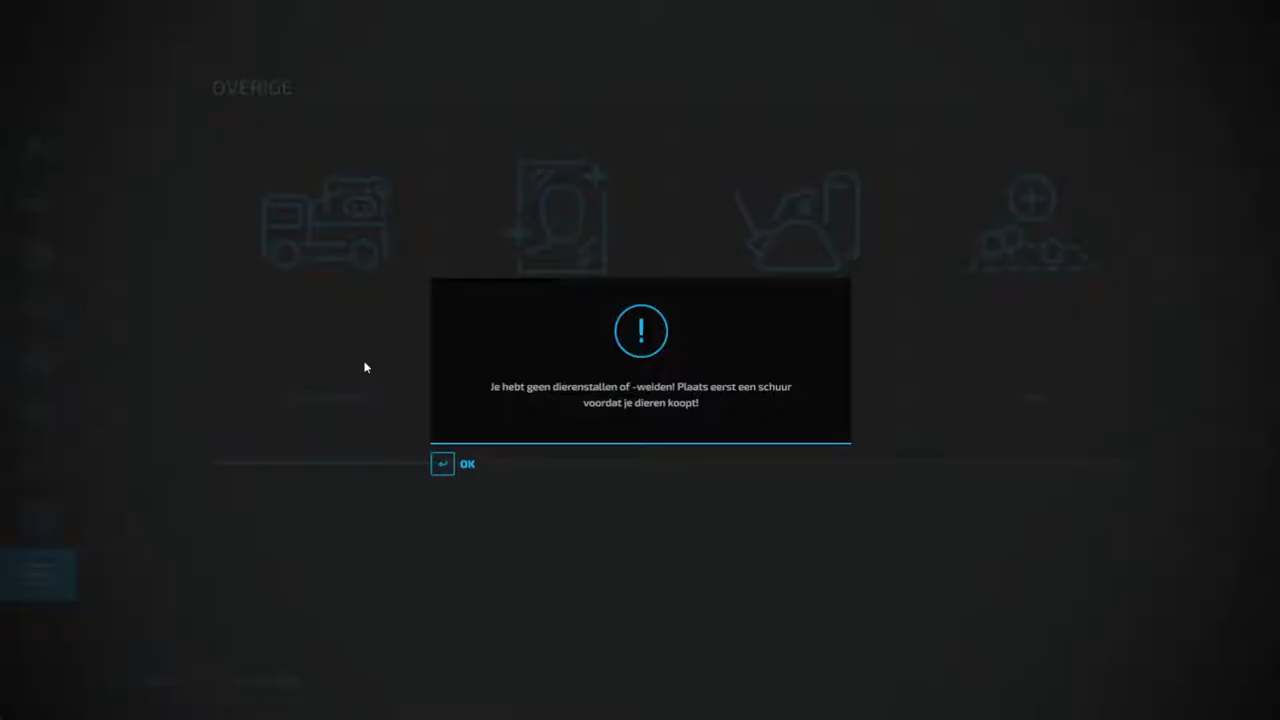 OVERIGE
Je hebt geen dierenstallen of -weiden! Plaats eerst een schuur
voordat je dieren koopt!
OK